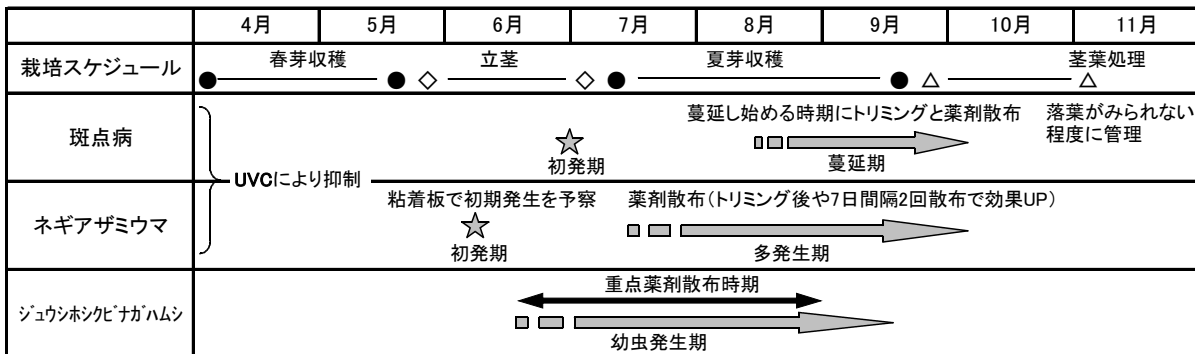 4月 5月 6月 7月 8月 9月 10月 11月
栽培スケジュール 春芽収穫 立茎 夏芽収穫 茎葉処理
● ● ◇ ◇ ● ● △ △
斑点病 蔓延し始める時期にトリミングと薬剤散布 落葉がみられない
程度に管理
初発期 蔓延期
UVCにより抑制
ネギアザミウマ 粘着板で初期発生を予察 薬剤散布(トリミング後や7日間隔2回散布で効果UP)
初発期 多発生期
ジュウシホシクビナガハムシ 重点薬剤散布時期
幼虫発生期